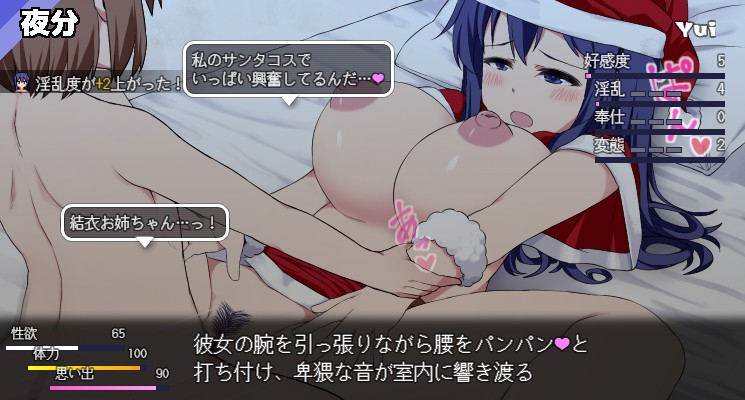 夜分
Yui
私のサンタコスで
いっぱい興奮してるんだ…♥
好感度 5
淫乱度が+2上がった!
淫乱 4
奉仕 0
変態 2
結衣お姉ちゃん…っ!
性欲 65
体力 100
思い出 90
彼女の腕を引っ張りながら腰をパンパン♥と
打ち付け、卑猥な音が室内に響き渡る